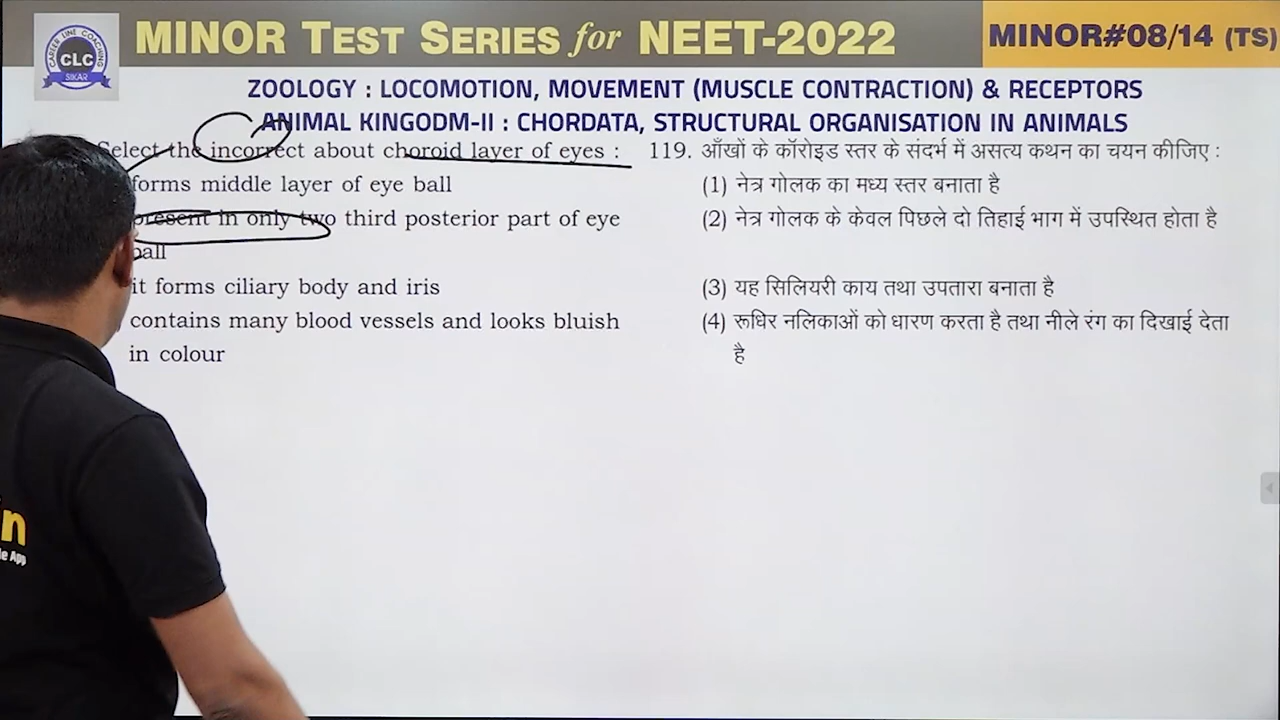 CAREER LINE COACHING
CLC
SIKAR
MINOR TEST SERIES for NEET-2022
MINOR#08/14 (TS)
ZOOLOGY : LOCOMOTION, MOVEMENT (MUSCLE CONTRACTION) & RECEPTORS
ANIMAL KINGODM-II : CHORDATA, STRUCTURAL ORGANISATION IN ANIMALS
Select the incorrect about choroid layer of eyes :
forms middle layer of eye ball
present in only two third posterior part of eye
ball
it forms ciliary body and iris
contains many blood vessels and looks bluish
in colour
119. आँखों के कॉरोइड स्तर के संदर्भ में असत्य कथन का चयन कीजिए :
(1) नेत्र गोलक का मध्य स्तर बनाता है
(2) नेत्र गोलक के केवल पिछले दो तिहाई भाग में उपस्थित होता है
(3) यह सिलियरी काय तथा उपतारा बनाता है
(4) रूधिर नलिकाओं को धारण करता है तथा नीले रंग का दिखाई देता
है
n
App